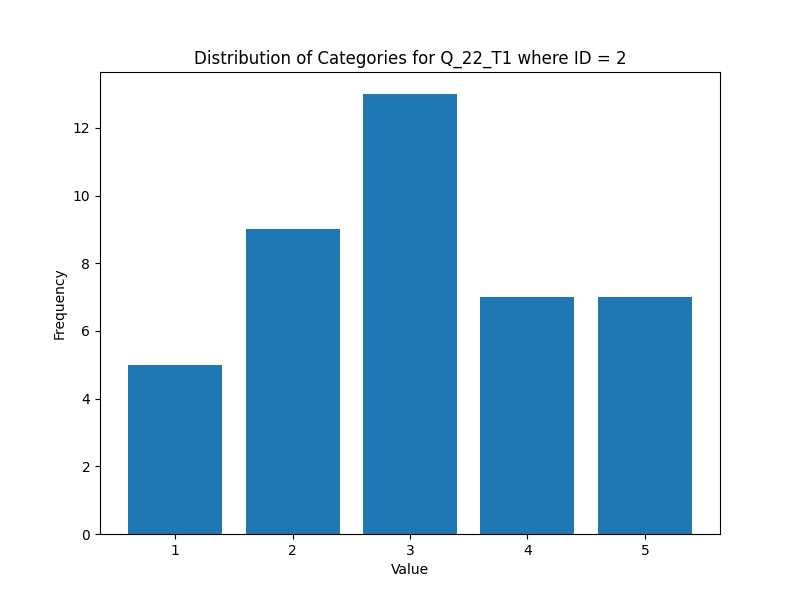 Distribution of Categories for Q_22_T1 where ID = 2
12
10
8
6
4
2
0
Frequency
1 2 3 4 5
Value